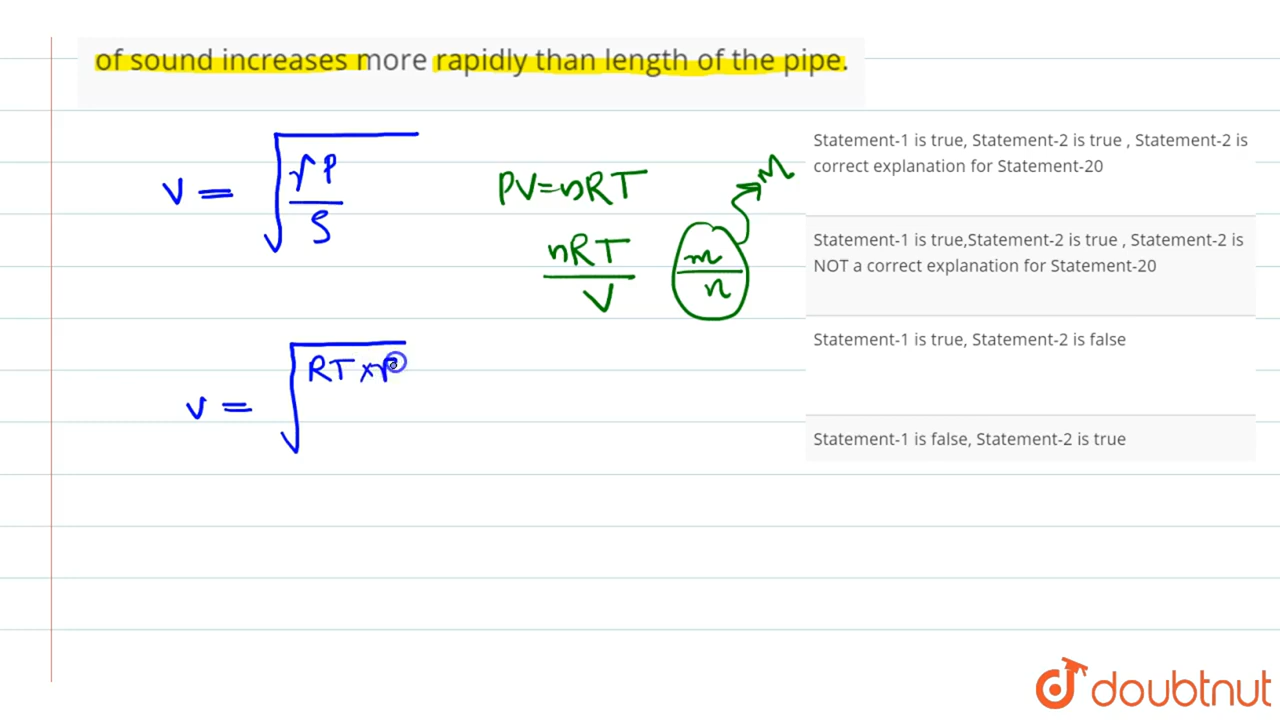 of sound increases more rapidly than length of the pipe.
v = √(γP/ρ)
PV=nRT
nRT/V
m/n
M
v = √(RT ×
Statement-1 is true, Statement-2 is true , Statement-2 is
correct explanation for Statement-20
Statement-1 is true,Statement-2 is true , Statement-2 is
NOT a correct explanation for Statement-20
Statement-1 is true, Statement-2 is false
Statement-1 is false, Statement-2 is true
doubtnut